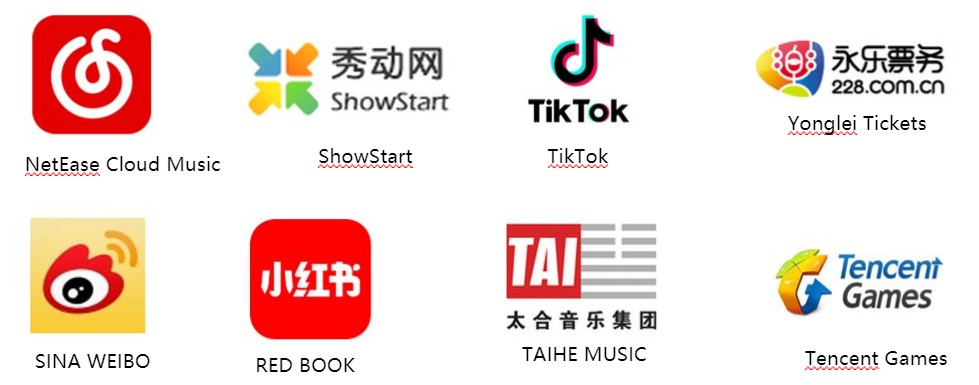 秀动网
ShowStart
TikTok
永乐票务
228.com.cn
Yonglei Tickets
NetEase Cloud Music
ShowStart
TikTok
小红书
TAI
太合音乐集团
Tencent
Games
SINA WEIBO
RED BOOK
TAIHE MUSIC
Tencent Games